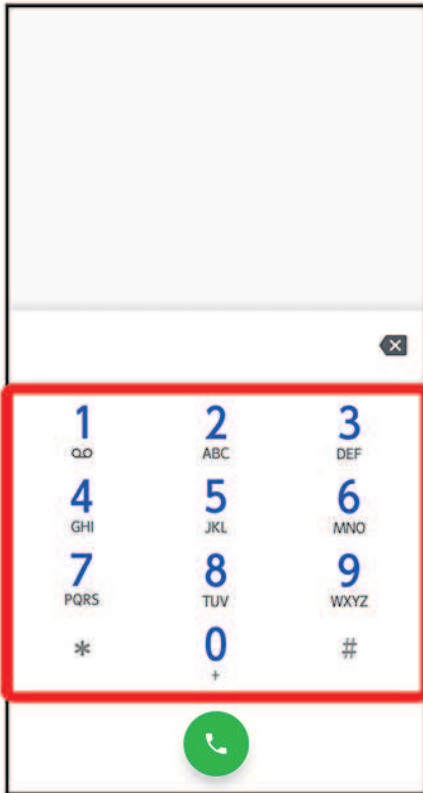 1 2 3
ABC DEF
4 5 6
GHI JKL MNO
7 8 9
PQRS TUV WXYZ
* 0 #
+